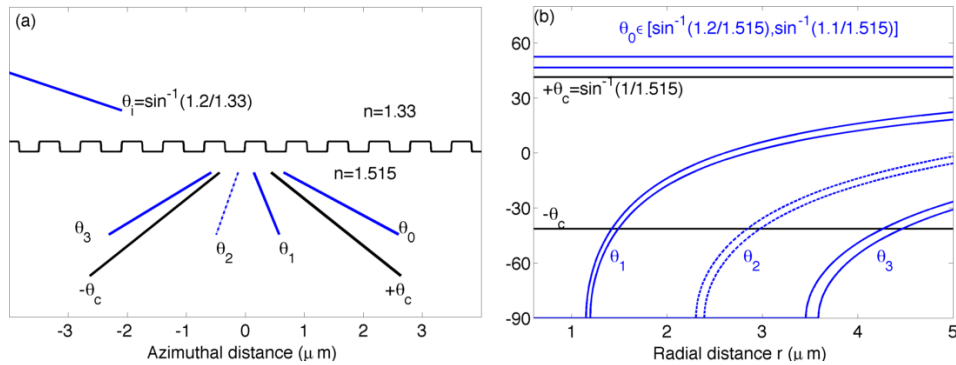 (a)
θi=sin⁻¹(1.2/1.33)
n=1.33
n=1.515
θ3
θ2
θ1
θ0
-θc
+θc
-3 -2 -1 0 1 2 3
Azimuthal distance (μ m)
(b)
θ0ϵ [sin⁻¹(1.2/1.515),sin⁻¹(1.1/1.515)]
60
+θc=sin⁻¹(1/1.515)
30
0
-30
-θc
θ1
θ2
θ3
-60
-90
1 2 3 4 5
Radial distance r (μ m)